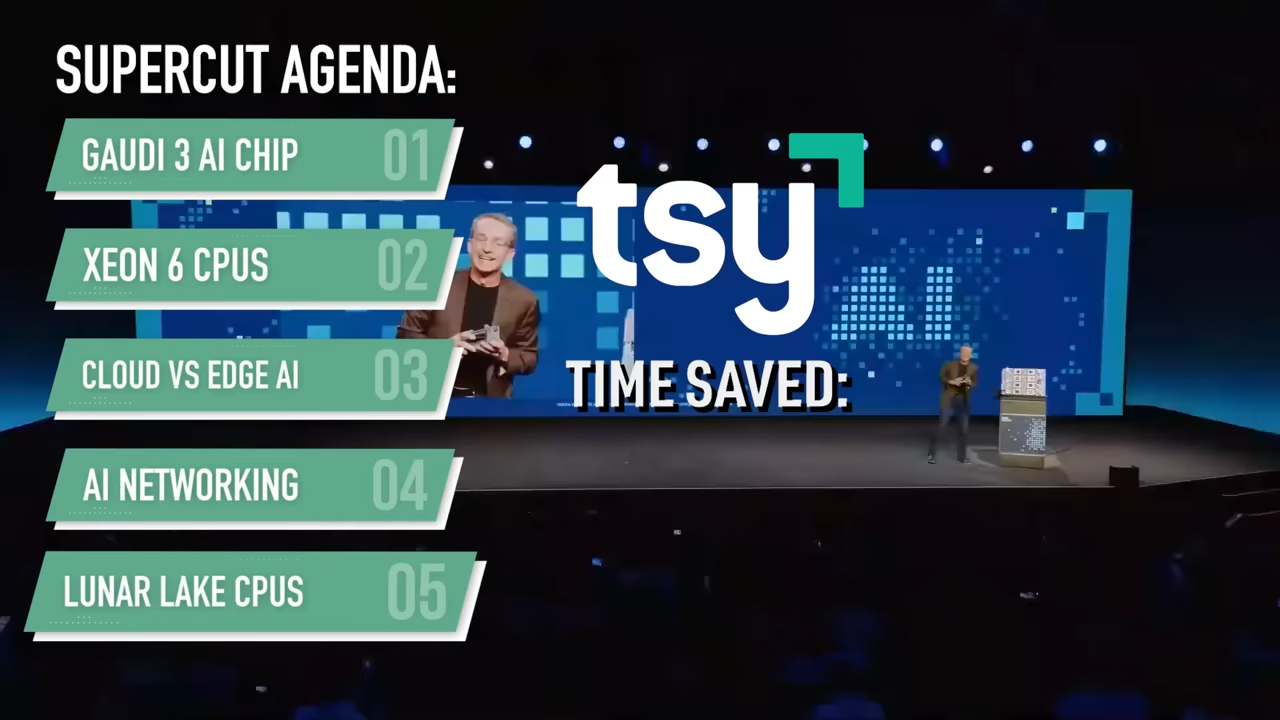 SUPERCUT AGENDA:
GAUDI 3 AI CHIP 01
XEON 6 CPUS 02
CLOUD VS EDGE AI 03
AI NETWORKING 04
LUNAR LAKE CPUS 05
tsy
TIME SAVED:
AI